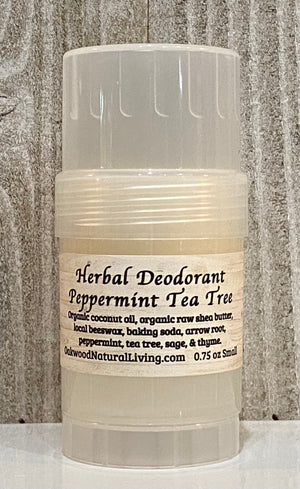 Herbal Deodorant
Peppermint Tea Tree
Organic coconut oil, organic raw shea butter,
local beeswax, baking soda, arrow root,
peppermint, tea tree, sage, & thyme.
OakwoodNaturalLiving.com 0.75 oz Small